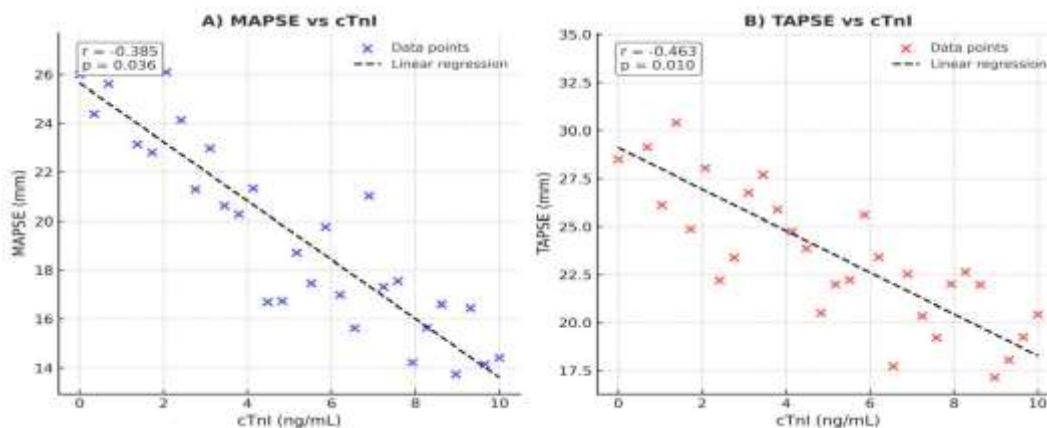 A) MAPSE vs cTnI
r = -0.385
p = 0.036
Data points
Linear regression
26
24
22
20
18
16
14
MAPSE (mm)
0 2 4 6 8 10
cTnI (ng/mL)
B) TAPSE vs cTnI
r = -0.463
p = 0.010
Data points
Linear regression
35.0
32.5
30.0
27.5
25.0
22.5
20.0
17.5
TAPSE (mm)
0 2 4 6 8 10
cTnI (ng/mL)